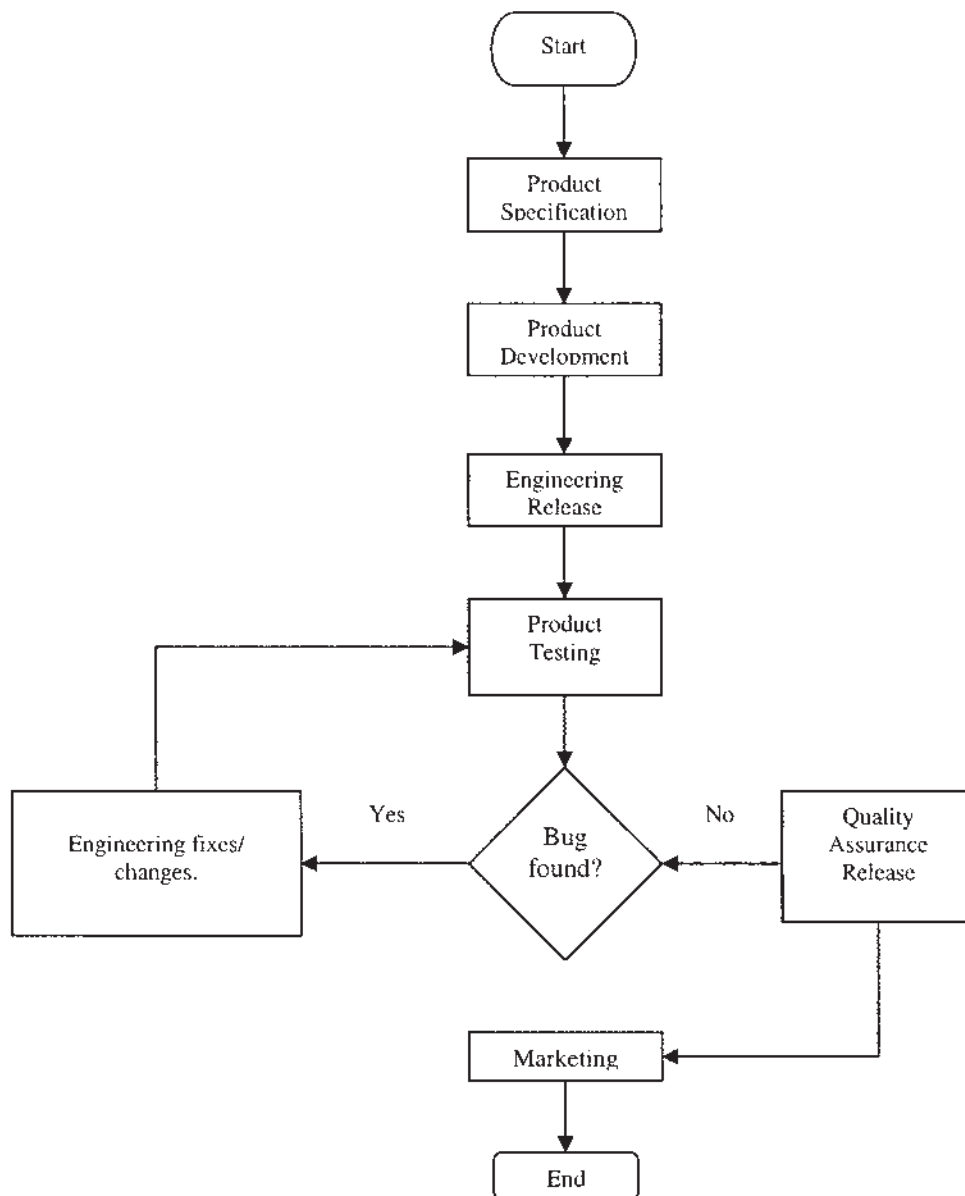 Start
Product
Specification
Product
Development
Engineering
Release
Product
Testing
Yes
No
Engineering fixes/
changes.
Bug
found?
Quality
Assurance
Release
Marketing
End